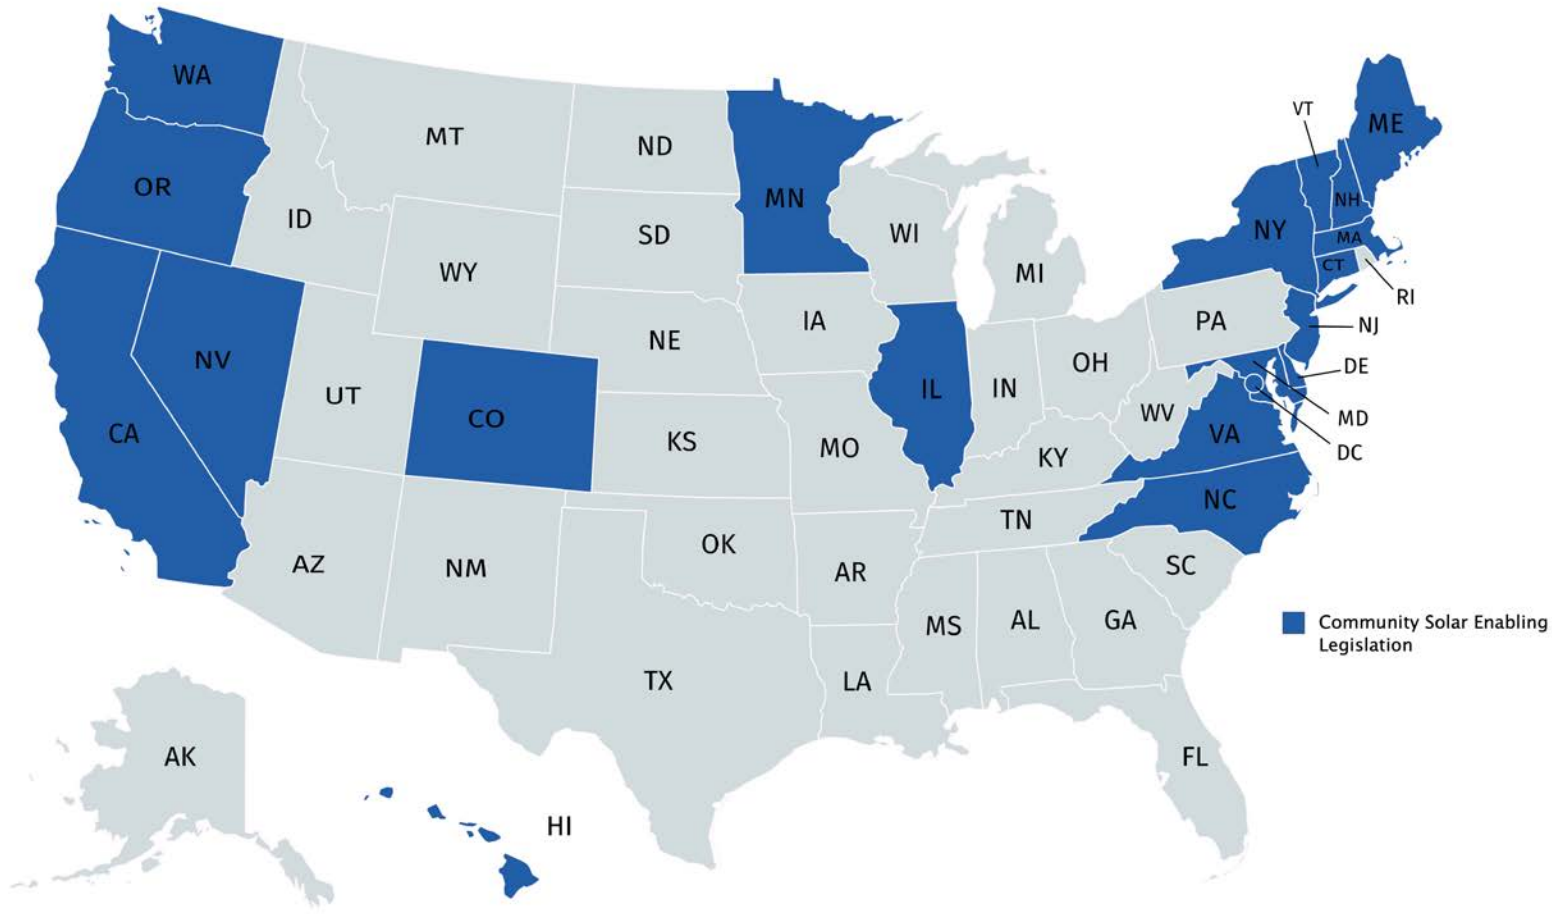 WA
MT
ND
MN
VT
ME
OR
ID
SD
WI
NY
NH
MA
CT
WY
MI
RI
IA
PA
NJ
NV
NE
OH
DE
UT
CO
IL
IN
WV
MD
CA
KS
MO
KY
VA
DC
NC
AZ
NM
OK
AR
TN
SC
MS
AL
GA
Community Solar Enabling
Legislation
TX
LA
AK
FL
HI